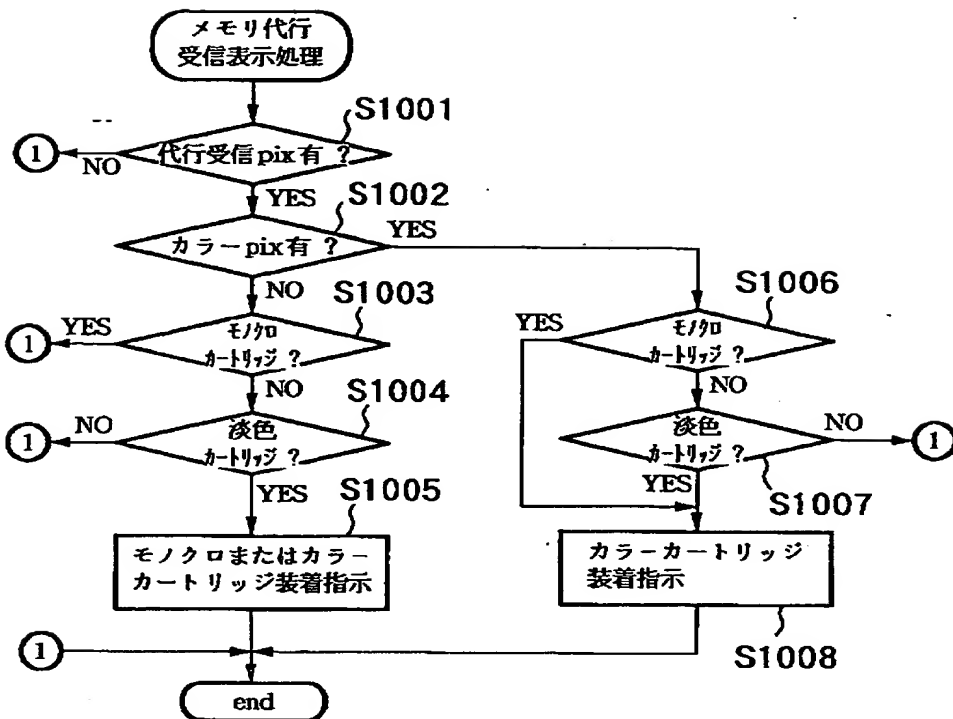 メモリ代行
受信表示処理
S1001
1
NO
代行受信pix有 ?
YES
S1002
カラーpix有 ?
YES
NO
S1003
S1006
1
YES
モノクロ
カートリッジ ?
YES
モノクロ
カートリッジ ?
NO
S1004
NO
1
NO
淡色
カートリッジ ?
淡色
カートリッジ ?
NO
1
YES
S1005
YES
S1007
モノクロまたはカラー
カートリッジ装着指示
カラーカートリッジ
装着指示
1
S1008
end